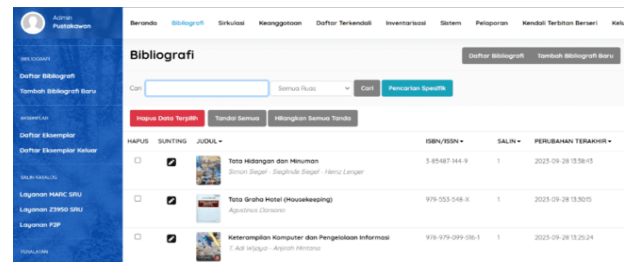 Admin
Pustakawan
Beranda Bibliografi Sirkulasi Keanggotaan Daftar Terkendali Inventarisasi Sistem Pelaporan Kendali Terbitan Berseri
BIBLIOGRAFI
Daftar Bibliografi
Tambah Bibliografi Baru
EKSEMPLAR
Daftar Eksemplar
Daftar Eksemplar Keluar
SALIN KATALOG
Layanan MARC SRU
Layanan Z3950 SRU
Layanan P2P
PERALATAN
Bibliografi
Daftar Bibliografi Tambah Bibliografi Baru
Cari Semua Ruas Cari Pencarian Spesifik
Hapus Data Terpilih Tandai Semua Hilangkan Semua Tanda
HAPUS SUNTING JUDUL ISBN/ISSN SALIN PERUBAHAN TERAKHIR
Tata Hidangan dan Minuman 3-85487-144-9 1 2023-09-28 13:58:43
Simon Siegel - Sieglinde Siegel - Heinz Lenger
Tata Graha Hotel (Housekeeping) 979-553-548-X 1 2023-09-28 13:30:15
Agustinus Darsono
Keterampilan Komputer dan Pengelolaan Informasi 978-979-099-516-1 1 2023-09-28 13:25:24
T. Adi Wijaya -